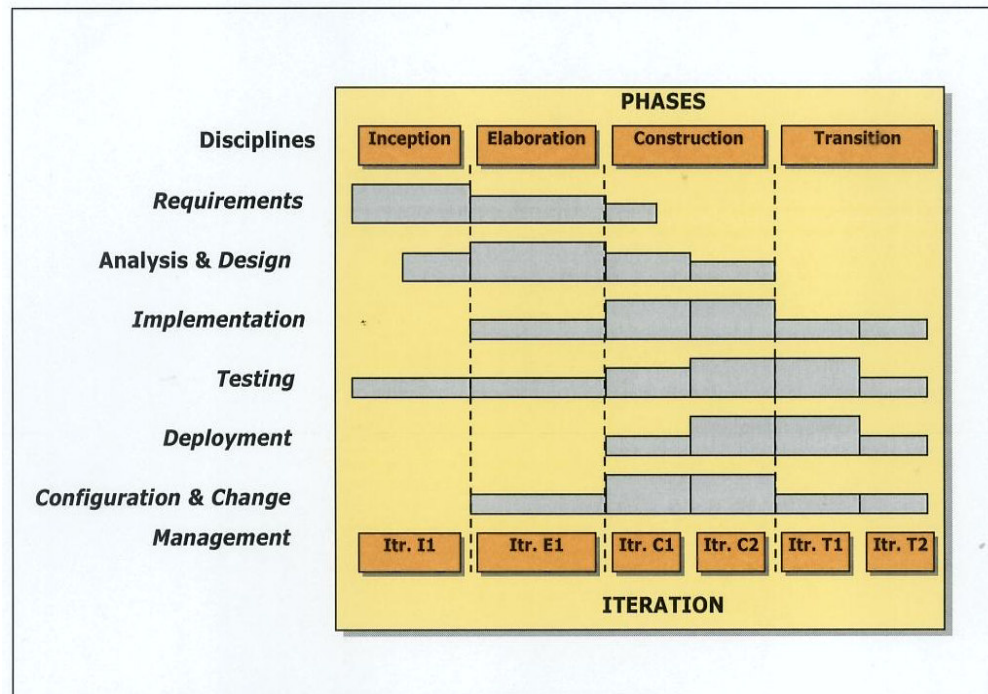 PHASES
Disciplines Inception Elaboration Construction Transition
Requirements
Analysis & Design
Implementation
Testing
Deployment
Configuration & Change
Management
Itr. I1 Itr. E1 Itr. C1 Itr. C2 Itr. T1 Itr. T2
ITERATION